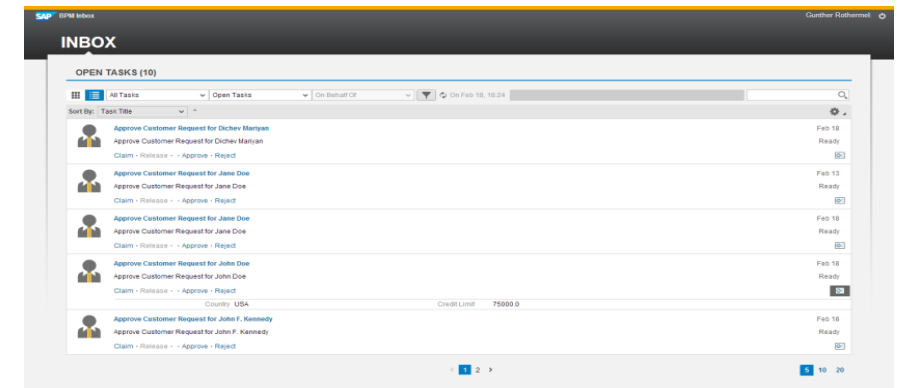 SAP BPM Inbox Gunther Rothermel
INBOX
OPEN TASKS (10)
All Tasks Open Tasks On Behalf Of On Feb 18, 16:24
Sort By: Task Title
Approve Customer Request for Dichev Mariyan Feb 18
Approve Customer Request for Dichev Mariyan Ready
Claim - Release - - Approve - Reject
Approve Customer Request for Jane Doe Feb 13
Approve Customer Request for Jane Doe Ready
Claim - Release - - Approve - Reject
Approve Customer Request for Jane Doe Feb 18
Approve Customer Request for Jane Doe Ready
Claim - Release - - Approve - Reject
Approve Customer Request for John Doe Feb 18
Approve Customer Request for John Doe Ready
Claim - Release - - Approve - Reject
Country USA Credit Limit 75000.0
Approve Customer Request for John F. Kennedy Feb 18
Approve Customer Request for John F. Kennedy Ready
Claim - Release - - Approve - Reject
< 1 2 > 5 10 20